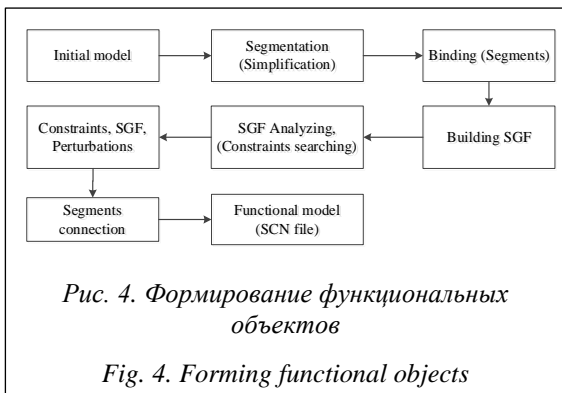 Initial model
Segmentation
(Simplification)
Binding (Segments)
Constraints, SGF,
Perturbations
SGF Analyzing,
(Constraints searching)
Building SGF
Segments
connection
Functional model
(SCN file)
Рис. 4. Формирование функциональных
объектов
Fig. 4. Forming functional objects